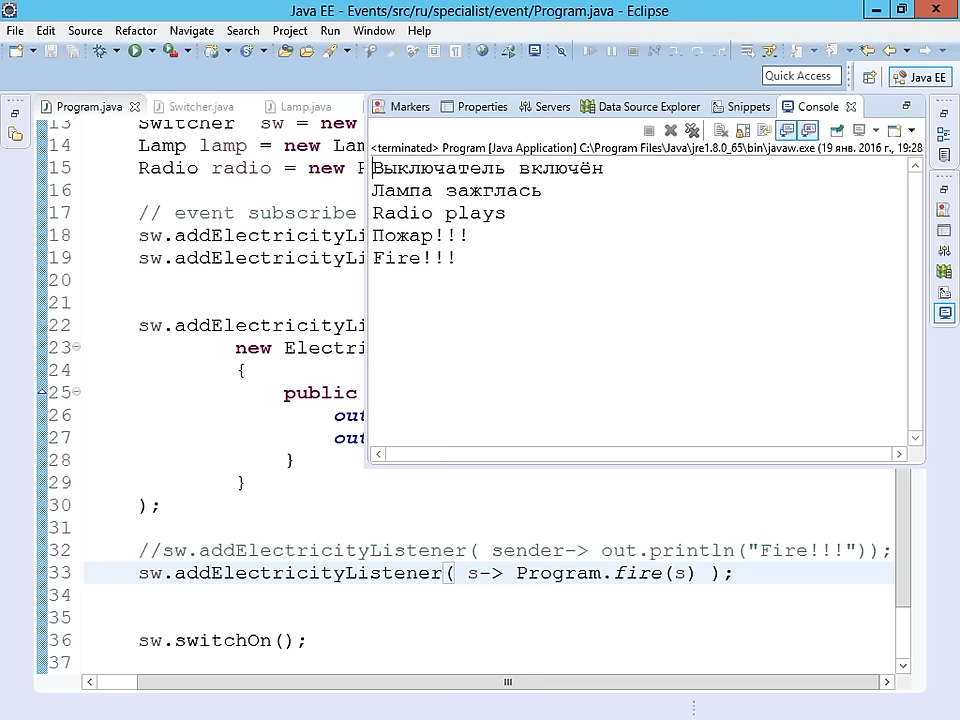 Java EE - Events/src/ru/specialist/event/Program.java - Eclipse
File Edit Source Refactor Navigate Search Project Run Window Help
Quick Access Java EE
Program.java Switcher.java Lamp.java Markers Properties Servers Data Source Explorer Snippets Console
<terminated> Program [Java Application] C:\Program Files\Java\jre1.8.0_65\bin\javaw.exe (19 янв. 2016 г., 19:28
Выключатель включён
Лампа зажглась
Radio plays
Пожар!!!
Fire!!!
13 Switcher sw = new
14 Lamp lamp = new Lam
15 Radio radio = new R
16
17 // event subscribe
18 sw.addElectricityLi
19 sw.addElectricityLi
20
21
22 sw.addElectricityLi
23 new Electri
24 {
25 public
26 out
27 out
28 }
29 }
30 );
31
32 //sw.addElectricityListener( sender-> out.println("Fire!!!"));
33 sw.addElectricityListener( s-> Program.fire(s) );
34
35
36 sw.switchOn();
37